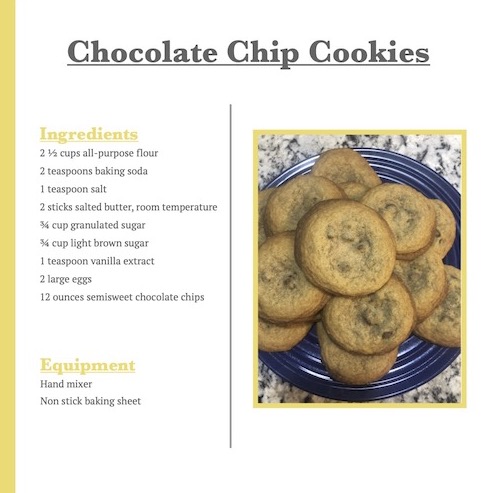 Chocolate Chip Cookies
Ingredients
2 ½ cups all-purpose flour
2 teaspoons baking soda
1 teaspoon salt
2 sticks salted butter, room temperature
¾ cup granulated sugar
¾ cup light brown sugar
1 teaspoon vanilla extract
2 large eggs
12 ounces semisweet chocolate chips
Equipment
Hand mixer
Non stick baking sheet